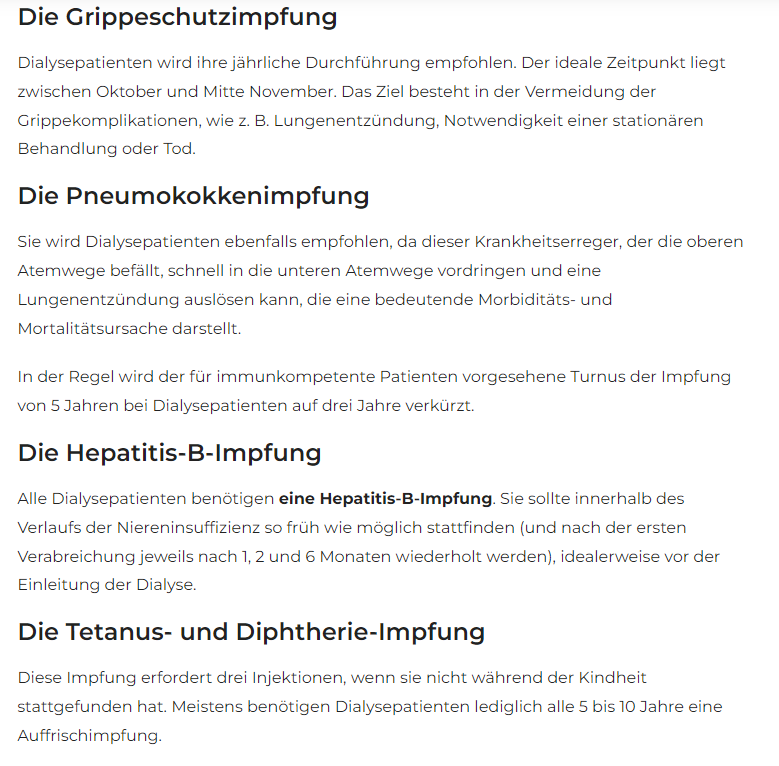 Die Grippeschutzimpfung
Dialysepatienten wird ihre jährliche Durchführung empfohlen. Der ideale Zeitpunkt liegt
zwischen Oktober und Mitte November. Das Ziel besteht in der Vermeidung der
Grippekomplikationen, wie z. B. Lungenentzündung, Notwendigkeit einer stationären
Behandlung oder Tod.
Die Pneumokokkenimpfung
Sie wird Dialysepatienten ebenfalls empfohlen, da dieser Krankheitserreger, der die oberen
Atemwege befällt, schnell in die unteren Atemwege vordringen und eine
Lungenentzündung auslösen kann, die eine bedeutende Morbiditäts- und
Mortalitätsursache darstellt.
In der Regel wird der für immunkompetente Patienten vorgesehene Turnus der Impfung
von 5 Jahren bei Dialysepatienten auf drei Jahre verkürzt.
Die Hepatitis-B-Impfung
Alle Dialysepatienten benötigen eine Hepatitis-B-Impfung. Sie sollte innerhalb des
Verlaufs der Niereninsuffizienz so früh wie möglich stattfinden (und nach der ersten
Verabreichung jeweils nach 1, 2 und 6 Monaten wiederholt werden), idealerweise vor der
Einleitung der Dialyse.
Die Tetanus- und Diphtherie-Impfung
Diese Impfung erfordert drei Injektionen, wenn sie nicht während der Kindheit
stattgefunden hat. Meistens benötigen Dialysepatienten lediglich alle 5 bis 10 Jahre eine
Auffrischimpfung.